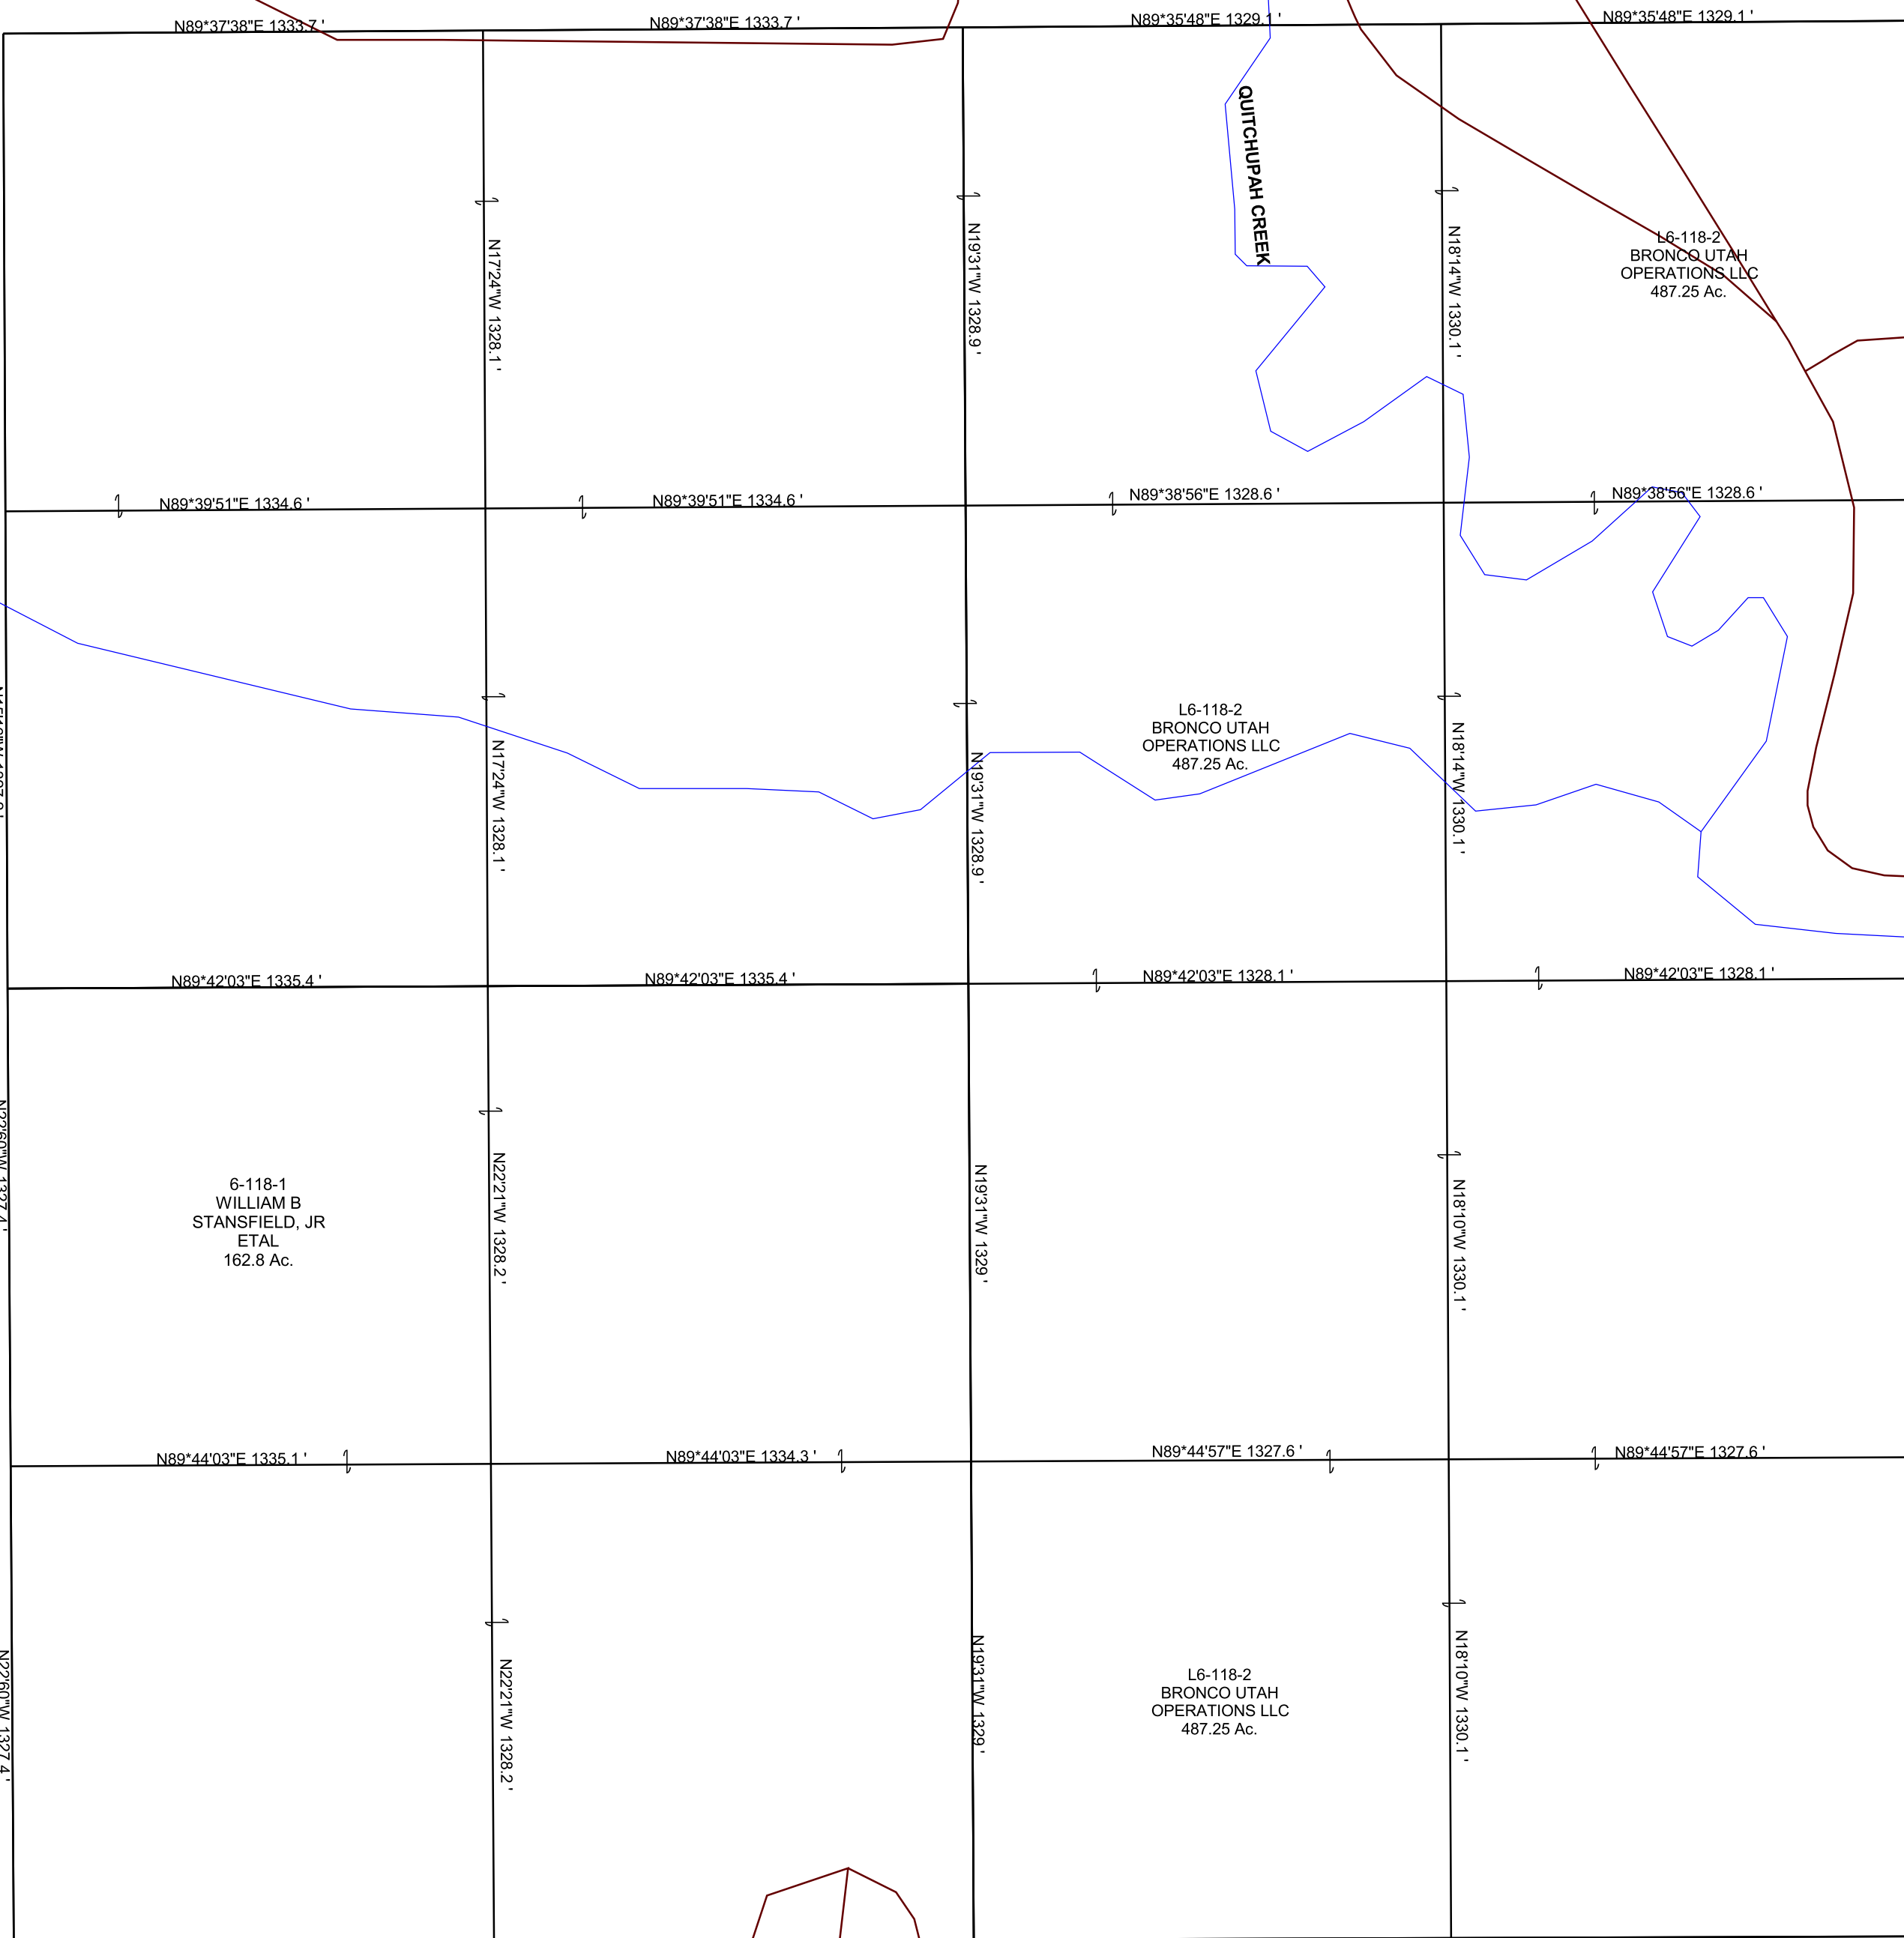 N89*37'38"E 1333.7 '
N89*37'38"E 1333.7 '
N89*35'48"E 1329.1 '
N89*35'48"E 1329.1 '
QUITCHUPAH CREEK
N17'24"W 1328.1 '
N19'31"W 1328.9 '
N18'14"W 1330.1 '
L6-118-2
BRONCO UTAH
OPERATIONS LLC
487.25 Ac.
N89*39'51"E 1334.6 '
N89*39'51"E 1334.6 '
N89*38'56"E 1328.6 '
N89*38'56"E 1328.6 '
N17'24"W 1328.1 '
N19'31"W 1328.9 '
L6-118-2
BRONCO UTAH
OPERATIONS LLC
487.25 Ac.
N18'14"W 1330.1 '
N89*42'03"E 1335.4 '
N89*42'03"E 1335.4 '
N89*42'03"E 1328.1 '
N89*42'03"E 1328.1 '
N22'60"W 1327.4 '
6-118-1
WILLIAM B
STANSFIELD, JR
ETAL
162.8 Ac.
N22'21"W 1328.2 '
N19'31"W 1329 '
N18'10"W 1330.1 '
N89*44'03"E 1335.1 '
N89*44'03"E 1334.3 '
N89*44'57"E 1327.6 '
N89*44'57"E 1327.6 '
N22'60"W 1327.4 '
N22'21"W 1328.2 '
N19'31"W 1329 '
L6-118-2
BRONCO UTAH
OPERATIONS LLC
487.25 Ac.
N18'10"W 1330.1 '